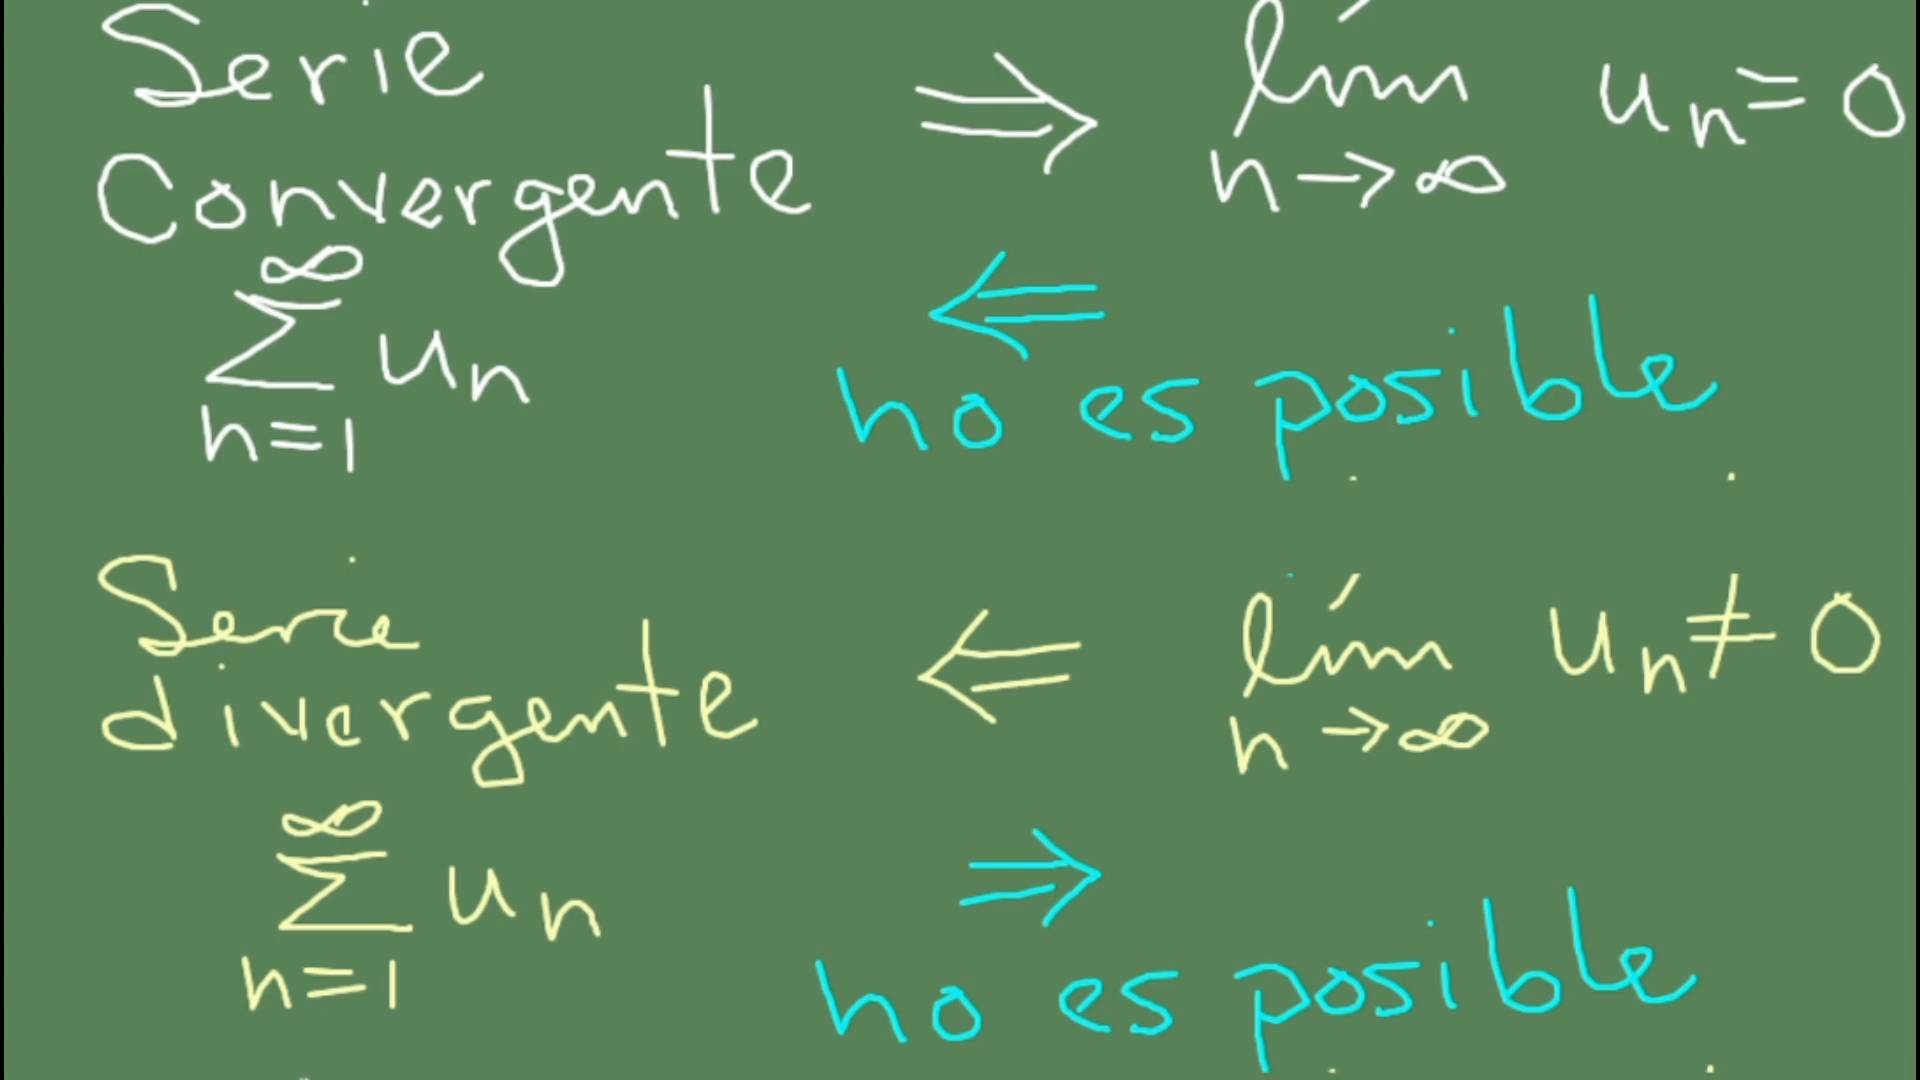 Serie ⇒ lím uₙ = 0
Convergente n→∞
∞
∑ uₙ ⇐
n=1 no es posible
Serie ⇐ lím uₙ ≠ 0
divergente n→∞
∞
∑ uₙ ⇒
n=1 no es posible